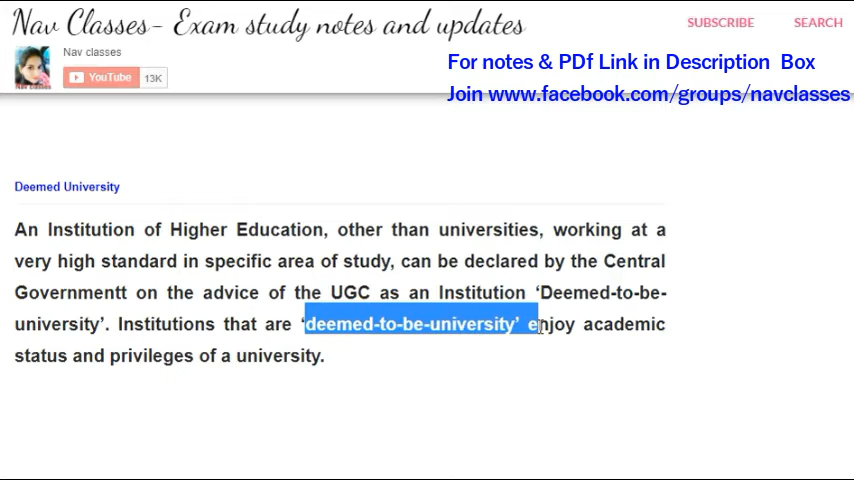 Nav Classes- Exam study notes and updates
SUBSCRIBE SEARCH
Nav classes
YouTube 13K
For notes & PDf Link in Description Box
Join www.facebook.com/groups/navclasses
Deemed University
An Institution of Higher Education, other than universities, working at a
very high standard in specific area of study, can be declared by the Central
Governmentt on the advice of the UGC as an Institution ‘Deemed-to-be-
university’. Institutions that are ‘deemed-to-be-university’ enjoy academic
status and privileges of a university.